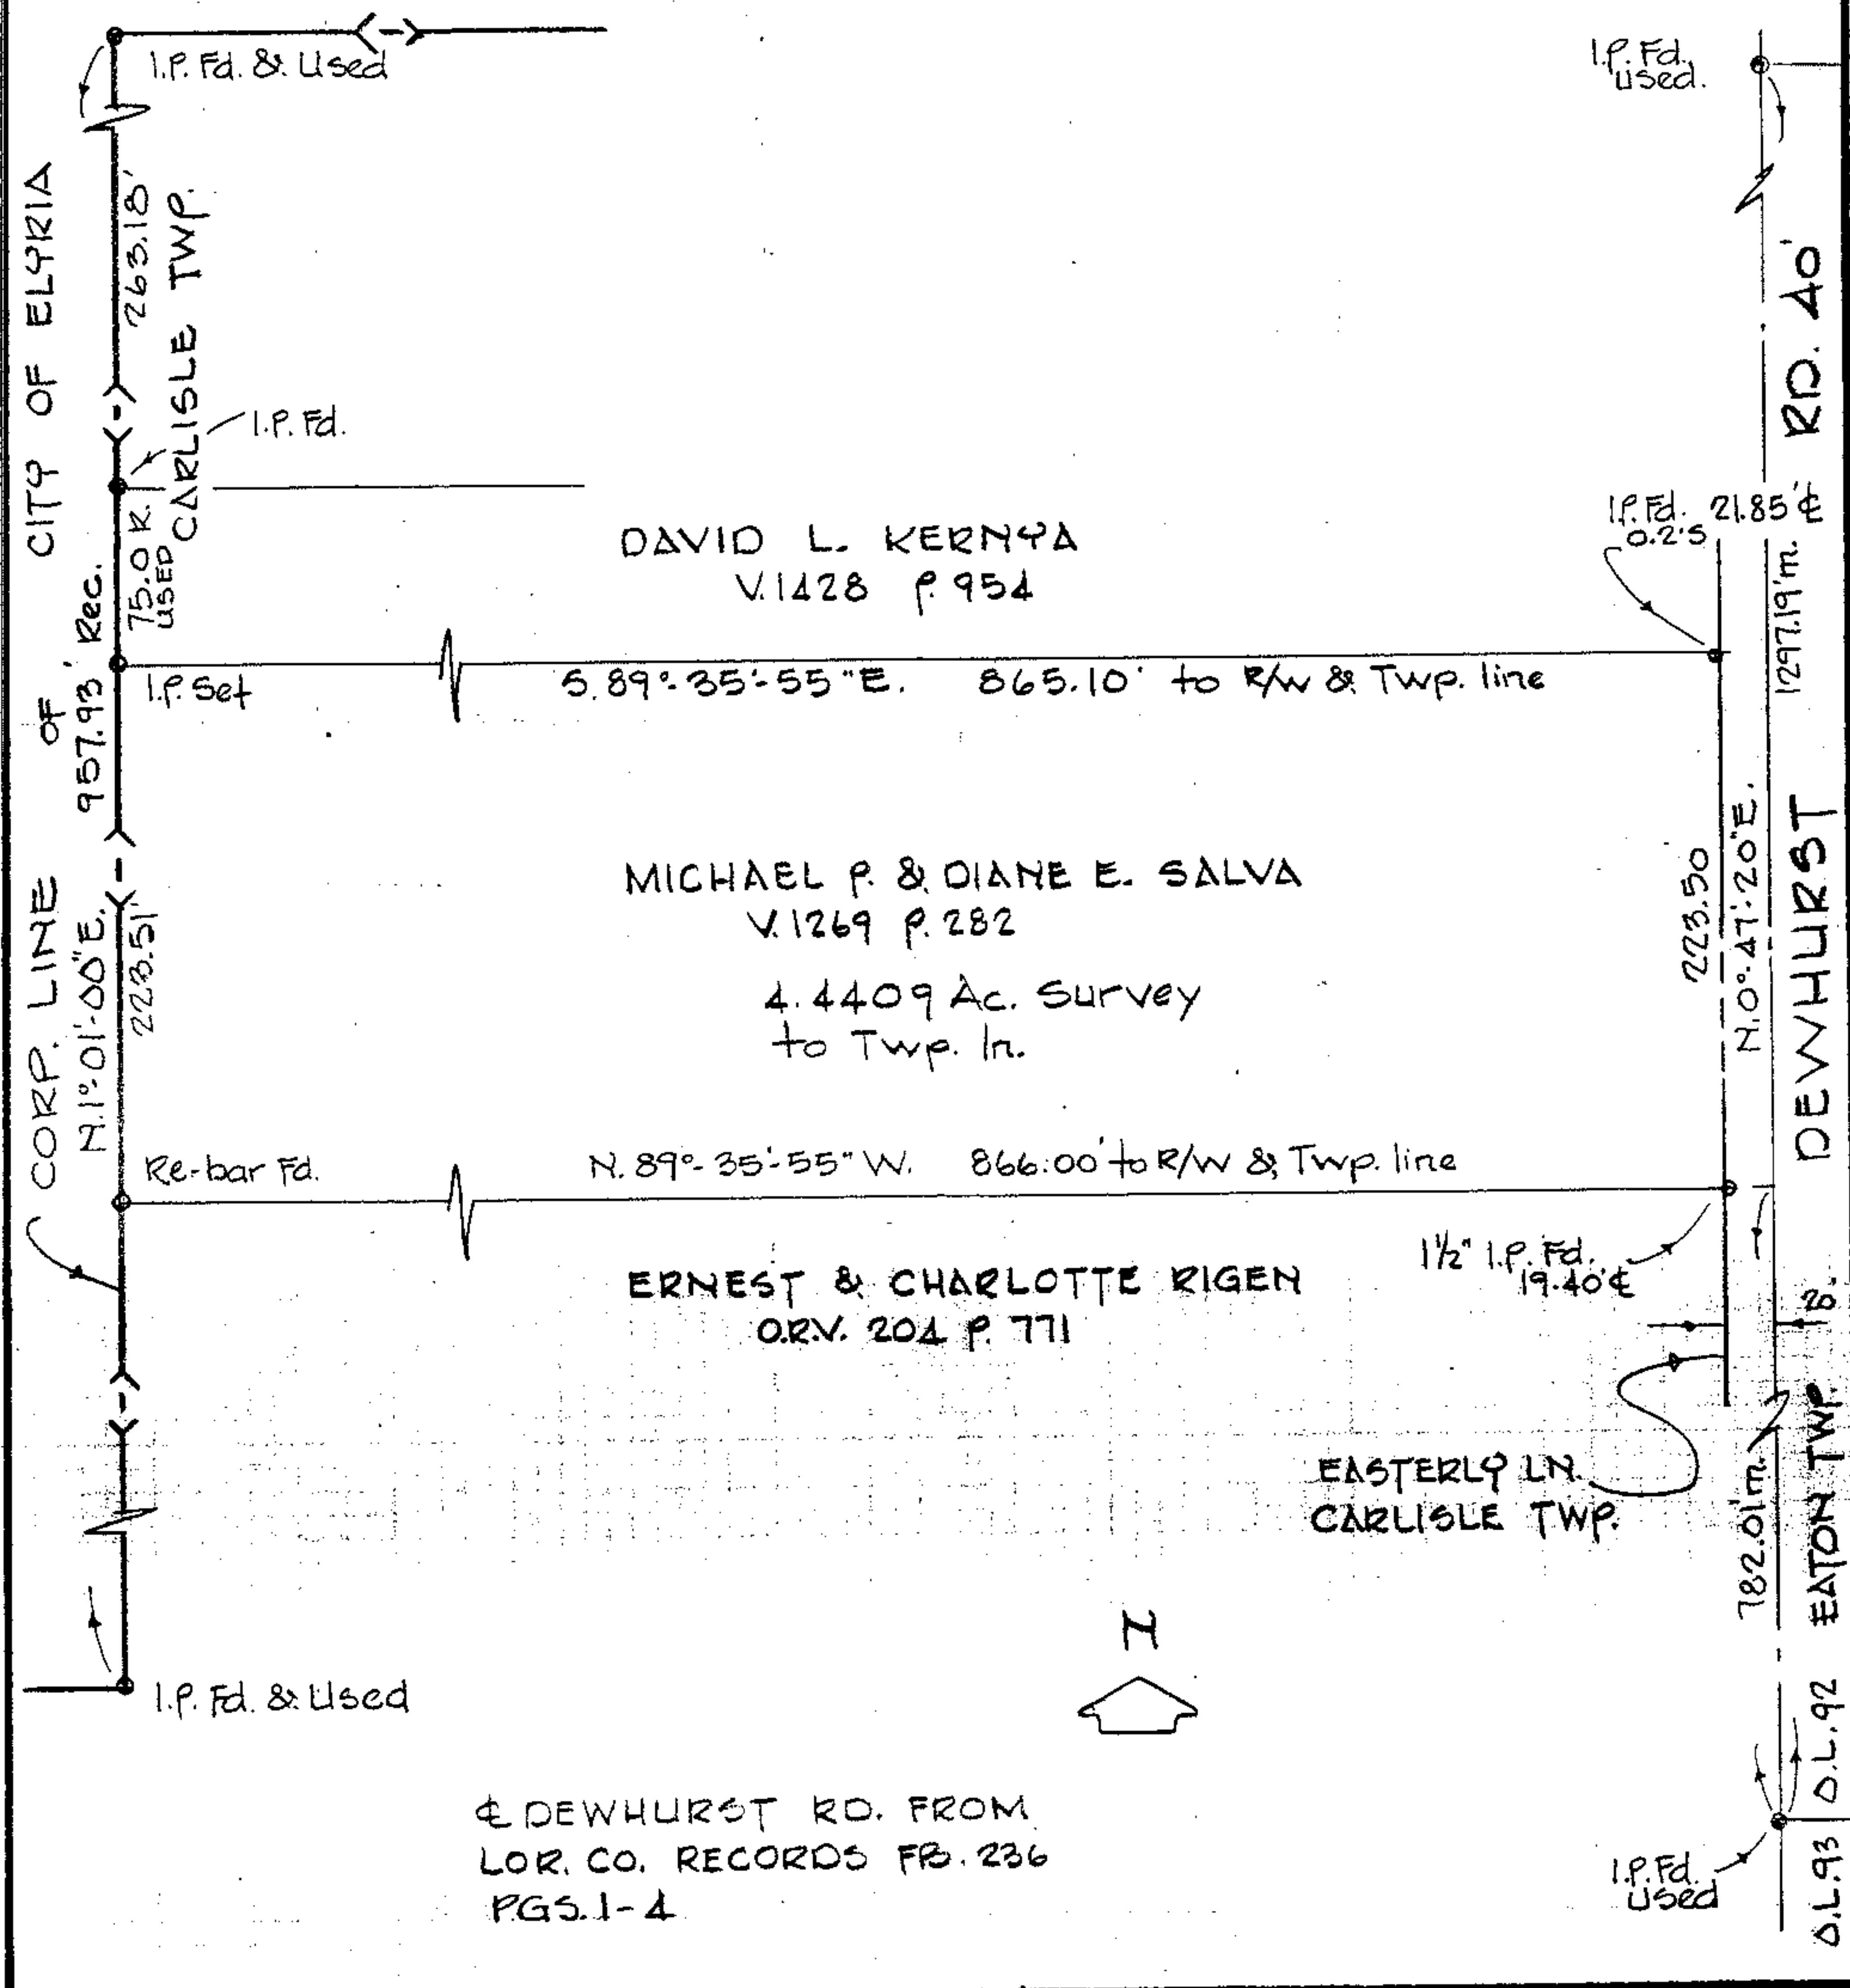 I.P. Fd. & Used
I.P. Fd.
used.
CITY OF ELYRIA
263.18'
CARLISLE TWP.
I.P. Fd.
75.0 R.
USED
957.93' Rec.
DAVID L. KERNYA
V.1428 P. 954
I.P. Fd. 21.85' ℄
0.2'S
1297.19'm.
RD. 40'
I.P. Set
S. 89°-35'-55" E. 865.10' to R/W & Twp. line
CORP. LINE of
N.1°-01'-00"E.
223.51'
MICHAEL P. & DIANE E. SALVA
V.1269 P. 282
4.4409 Ac. Survey
to Twp. ln.
223.50
N.0°-47'-20"E.
DEWHURST
Re-bar Fd.
N. 89°-35'-55" W. 866.00' to R/W & Twp. line
1½" I.P. Fd.
19.40' ℄
ERNEST & CHARLOTTE RIGEN
O.R.V. 204 P. 771
20'
EASTERLY LN.
CARLISLE TWP.
782.01'm.
EATON TWP.
N
I.P. Fd. & Used
O.L.92
O.L.93
℄ DEWHURST RD. FROM
LOR. CO. RECORDS FB. 236
PGS. 1-4
I.P. Fd.
Used